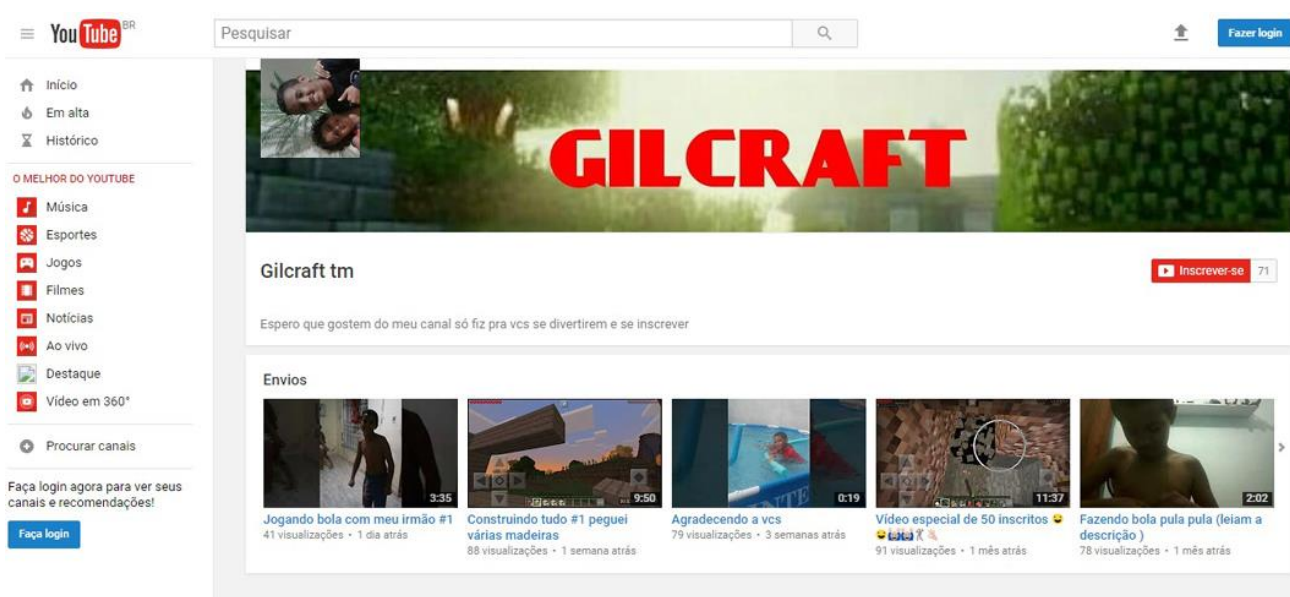 YouTube BR
Pesquisar
Fazer login
Início
Em alta
Histórico
O MELHOR DO YOUTUBE
Música
Esportes
Jogos
Filmes
Notícias
Ao vivo
Destaque
Vídeo em 360°
Procurar canais
Faça login agora para ver seus
canais e recomendações!
Faça login
GILCRAFT
Gilcraft tm
Inscrever-se 71
Espero que gostem do meu canal só fiz pra vcs se divertirem e se inscrever
Envios
3:35
Jogando bola com meu irmão #1
41 visualizações • 1 dia atrás
9:50
Construindo tudo #1 peguei
várias madeiras
88 visualizações • 1 semana atrás
0:19
Agradecendo a vcs
79 visualizações • 3 semanas atrás
11:37
Vídeo especial de 50 inscritos
91 visualizações • 1 mês atrás
2:02
Fazendo bola pula pula (leiam a
descrição )
78 visualizações • 1 mês atrás